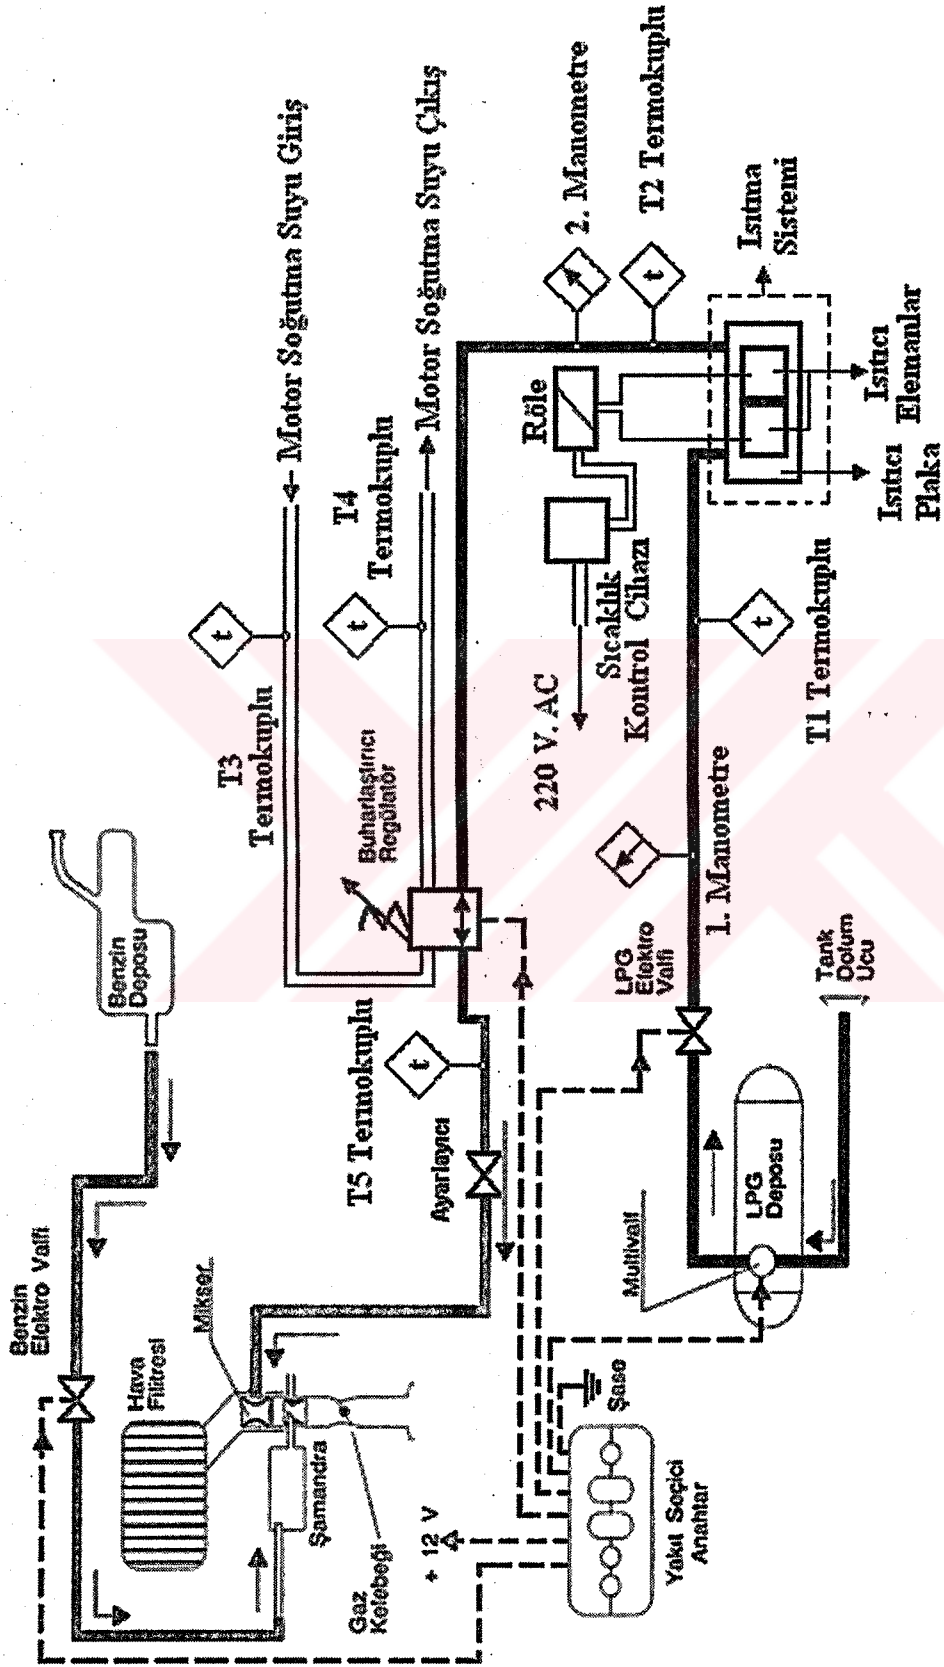 Benzin
Elektro Valfi
Benzin
Deposu
Hava
Filitresi
Mikser
Şamandra
Gaz
Kelebeği
+ 12 V
Yakıt Seçici
Anahtar
Şase
Multivalf
LPG
Deposu
Tank
Dolum
Ucu
LPG
Elektro
Valfi
Ayarlayıcı
T5 Termokuplu
Buharlaştırıcı
Regülatör
T3
Termokuplu
T4
Termokuplu
Motor Soğutma Suyu Giriş
Motor Soğutma Suyu Çıkış
1. Manometre
T1 Termokuplu
220 V. AC
Sıcaklık
Kontrol Cihazı
Röle
2. Manometre
T2 Termokuplu
Isıtma
Sistemi
Isıtıcı
Elemanlar
Isıtıcı
Plaka
t
t
t
t
t